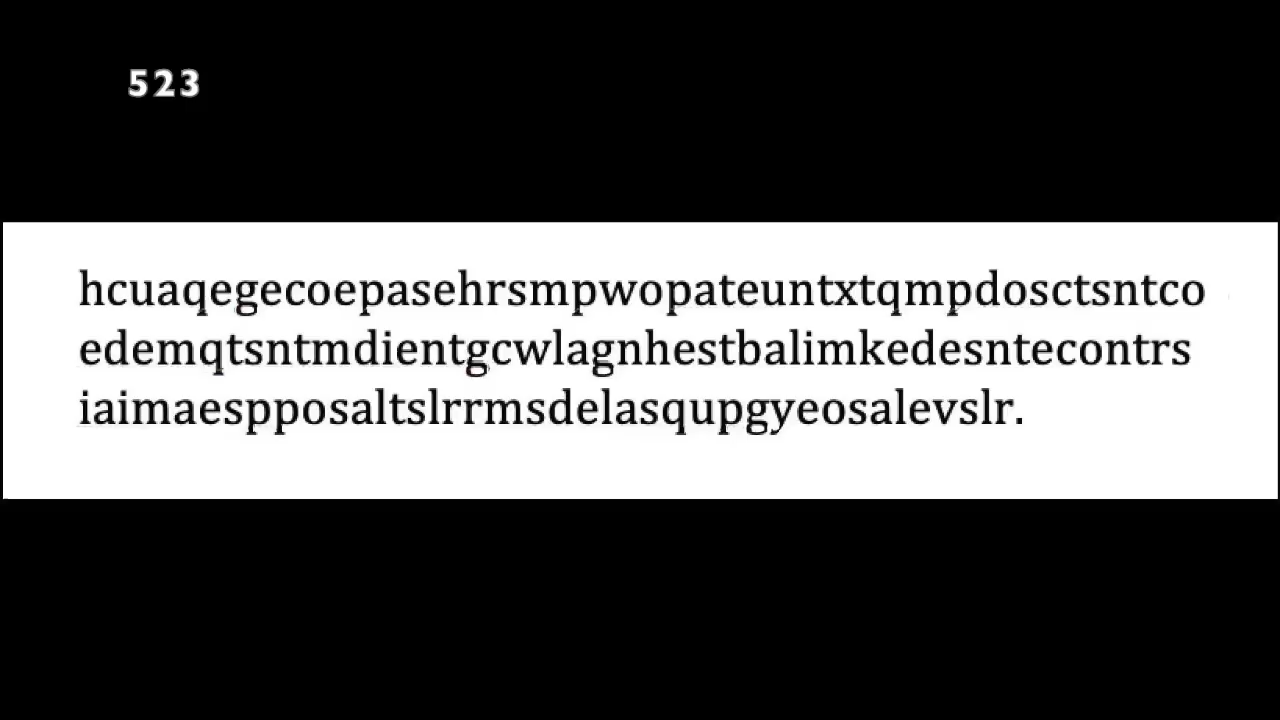 523
hcuaqegecoepasehrsmpwopateuntxtqmpdosctsntco
edemqtsntmdientgcwlagnhestbalimkedesntecontrs
iaimaespposaltslrrmsdelasqupgyeosalevslr.